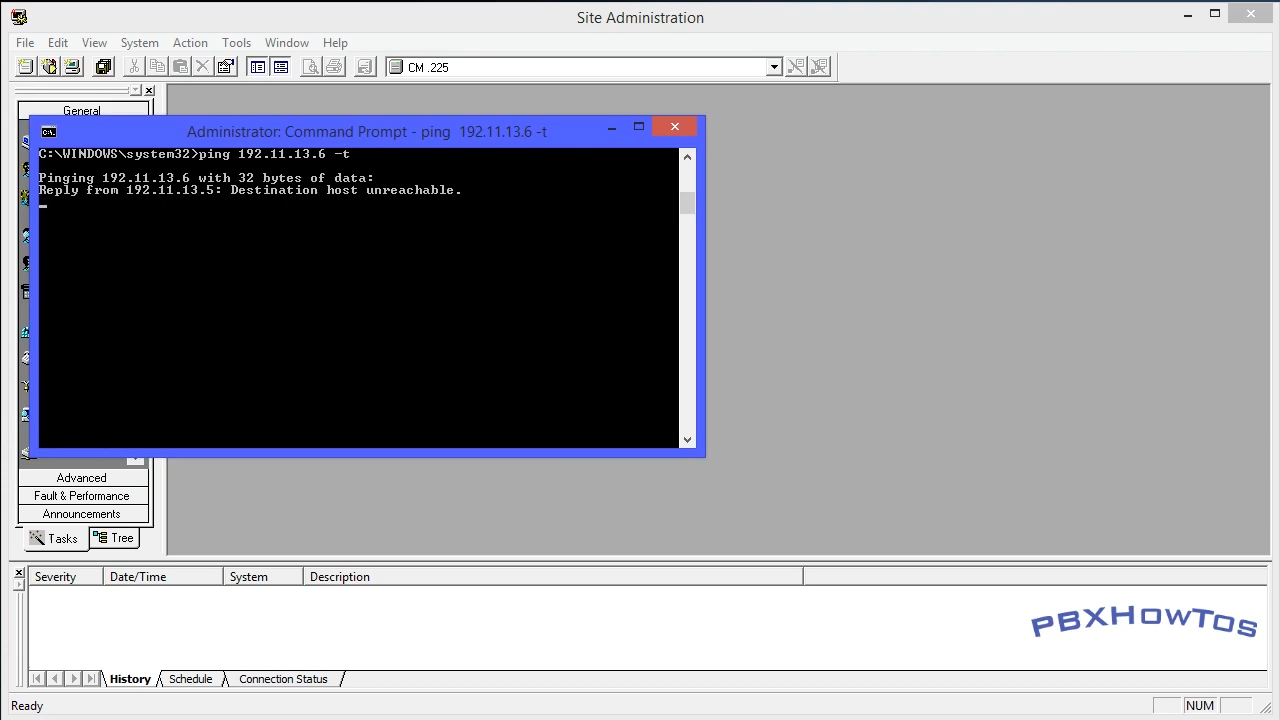 Site Administration
File Edit View System Action Tools Window Help
CM .225
General
Administrator: Command Prompt - ping 192.11.13.6 -t
C:\WINDOWS\system32>ping 192.11.13.6 -t
Pinging 192.11.13.6 with 32 bytes of data:
Reply from 192.11.13.5: Destination host unreachable.
Advanced
Fault & Performance
Announcements
Tasks Tree
Severity Date/Time System Description
PBXHowTos
History Schedule Connection Status
Ready NUM